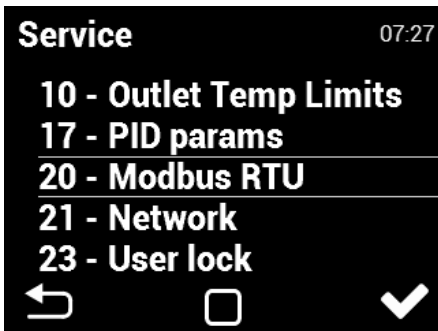 Service 07:27
10 - Outlet Temp Limits
17 - PID params
20 - Modbus RTU
21 - Network
23 - User lock